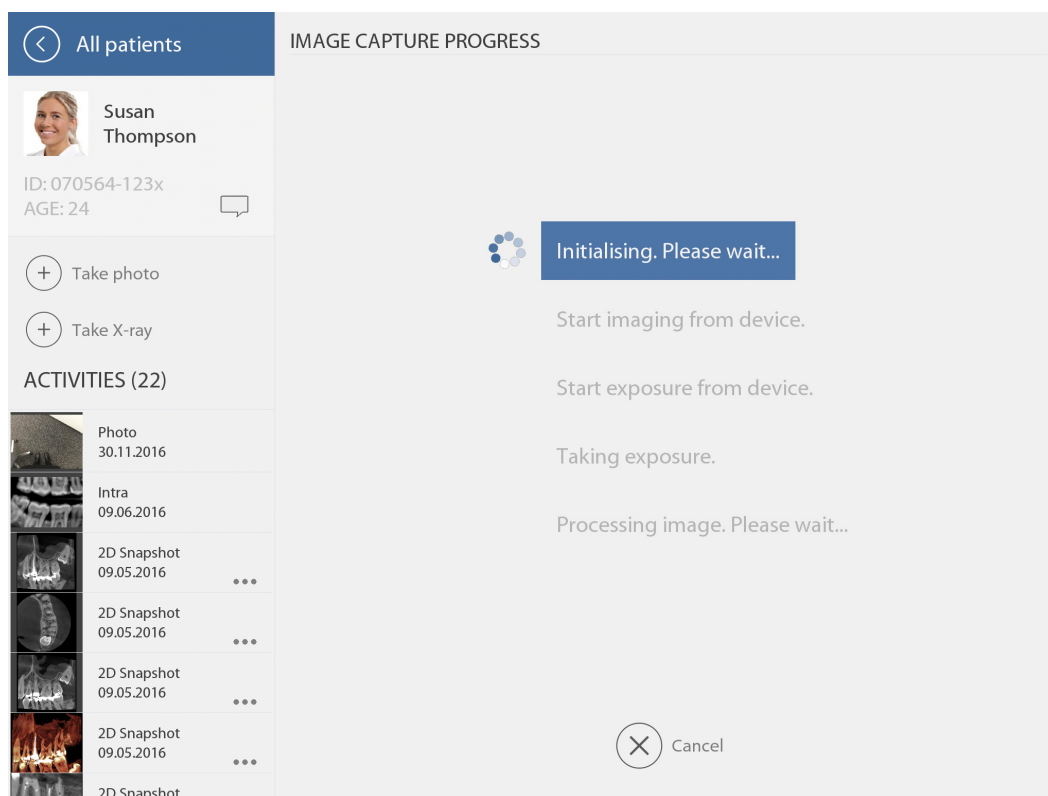 All patients
Susan
Thompson
ID: 070564-123x
AGE: 24
Take photo
Take X-ray
ACTIVITIES (22)
Photo
30.11.2016
Intra
09.06.2016
2D Snapshot
09.05.2016
2D Snapshot
09.05.2016
2D Snapshot
09.05.2016
2D Snapshot
09.05.2016
2D Snapshot
IMAGE CAPTURE PROGRESS
Initialising. Please wait...
Start imaging from device.
Start exposure from device.
Taking exposure.
Processing image. Please wait...
Cancel